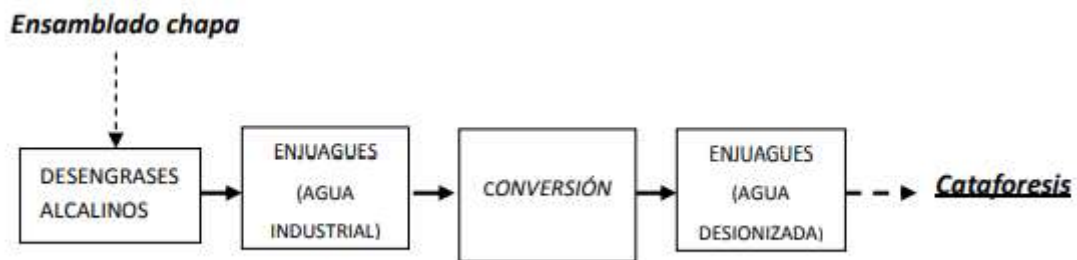 Ensamblado chapa
DESENGRASES
ALCALINOS
ENJUAGUES
(AGUA
INDUSTRIAL)
CONVERSIÓN
ENJUAGUES
(AGUA
DESIONIZADA)
Cataforesis